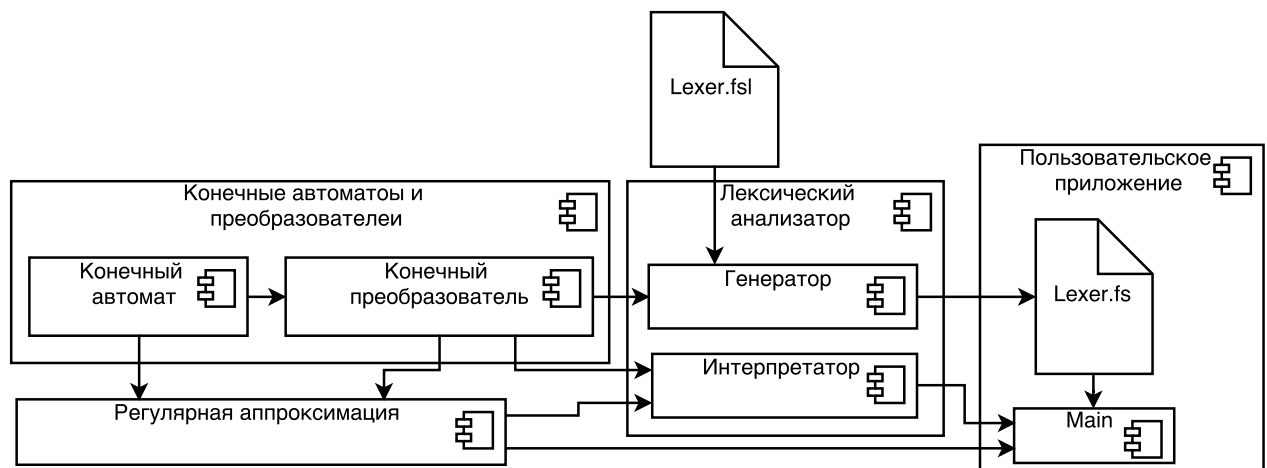 Lexer.fsl
Конечные автоматоы и
преобразователеи
Конечный
автомат
Конечный
преобразователь
Регулярная аппроксимация
Лексический
анализатор
Генератор
Интерпретатор
Пользовательское
приложение
Lexer.fs
Main